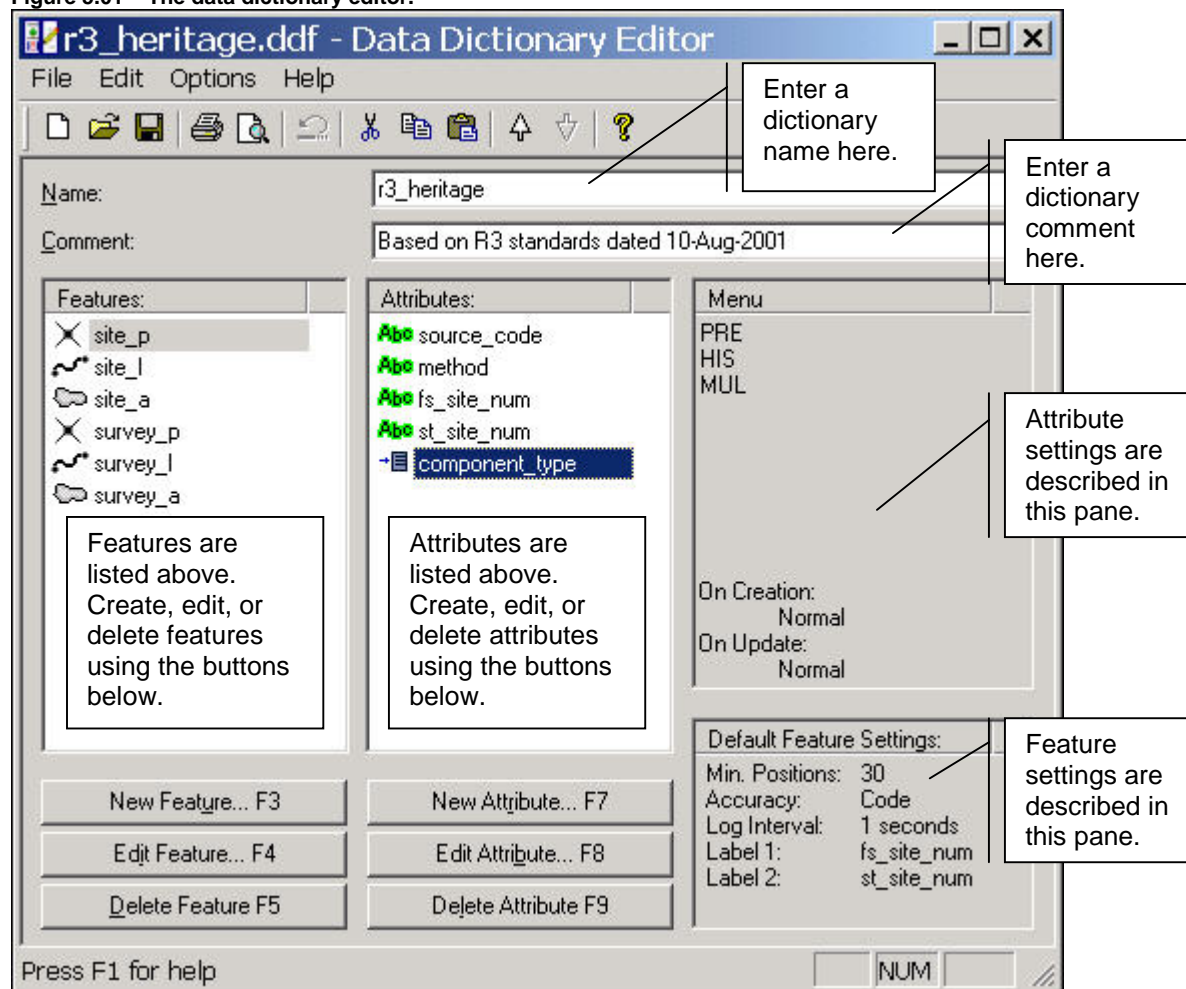 Figure 3.01 – The data dictionary editor.
r3_heritage.ddf - Data Dictionary Editor
File Edit Options Help
Enter a
dictionary
name here.
Enter a
dictionary
comment
here.
Name:
r3_heritage
Comment:
Based on R3 standards dated 10-Aug-2001
Features:
site_p
site_l
site_a
survey_p
survey_l
survey_a
Features are
listed above.
Create, edit, or
delete features
using the buttons
below.
Attributes:
Abc source_code
Abc method
Abc fs_site_num
Abc st_site_num
component_type
Attributes are
listed above.
Create, edit, or
delete attributes
using the buttons
below.
Menu
PRE
HIS
MUL
On Creation:
Normal
On Update:
Normal
Attribute
settings are
described in
this pane.
Default Feature Settings:
Min. Positions: 30
Accuracy: Code
Log Interval: 1 seconds
Label 1: fs_site_num
Label 2: st_site_num
Feature
settings are
described in
this pane.
New Feature... F3
Edit Feature... F4
Delete Feature F5
New Attribute... F7
Edit Attribute... F8
Delete Attribute F9
Press F1 for help
NUM